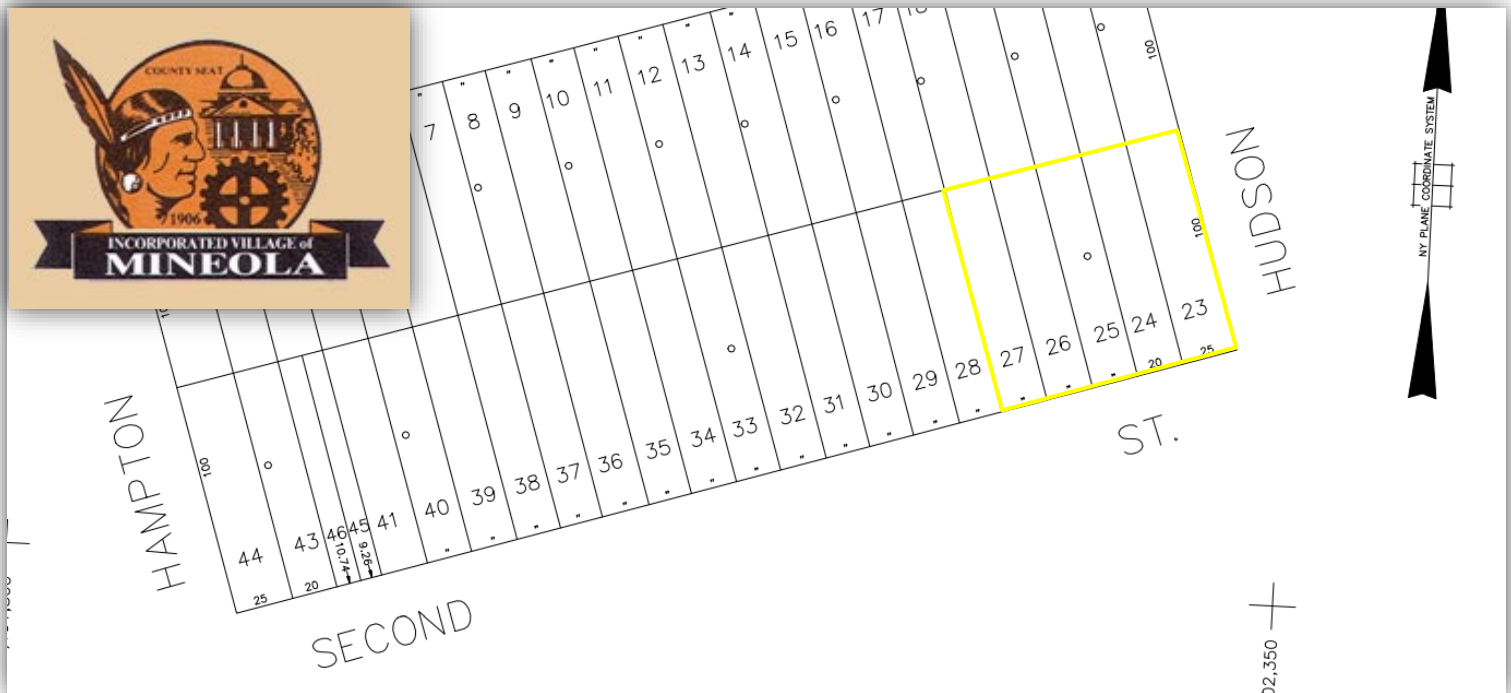 COUNTY SEAT
1906
INCORPORATED VILLAGE of
MINEOLA
7 8 9 10 11 12 13 14 15 16 17
" " " " " " " "
100
HUDSON
100
NY PLANE COORDINATE SYSTEM
HAMPTON
100
44 43 46 45 41 40 39 38 37 36 35 34 33 32 31 30 29 28 27 26 25 24 23
25 20 10.74 9.26 " " " " " " " " " " " " " " " 20 25
SECOND
ST.
02,350